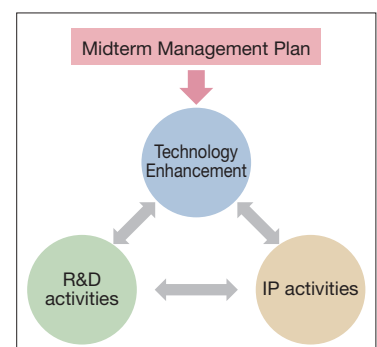 Midterm Management Plan
Technology
Enhancement
R&D
activities
IP activities